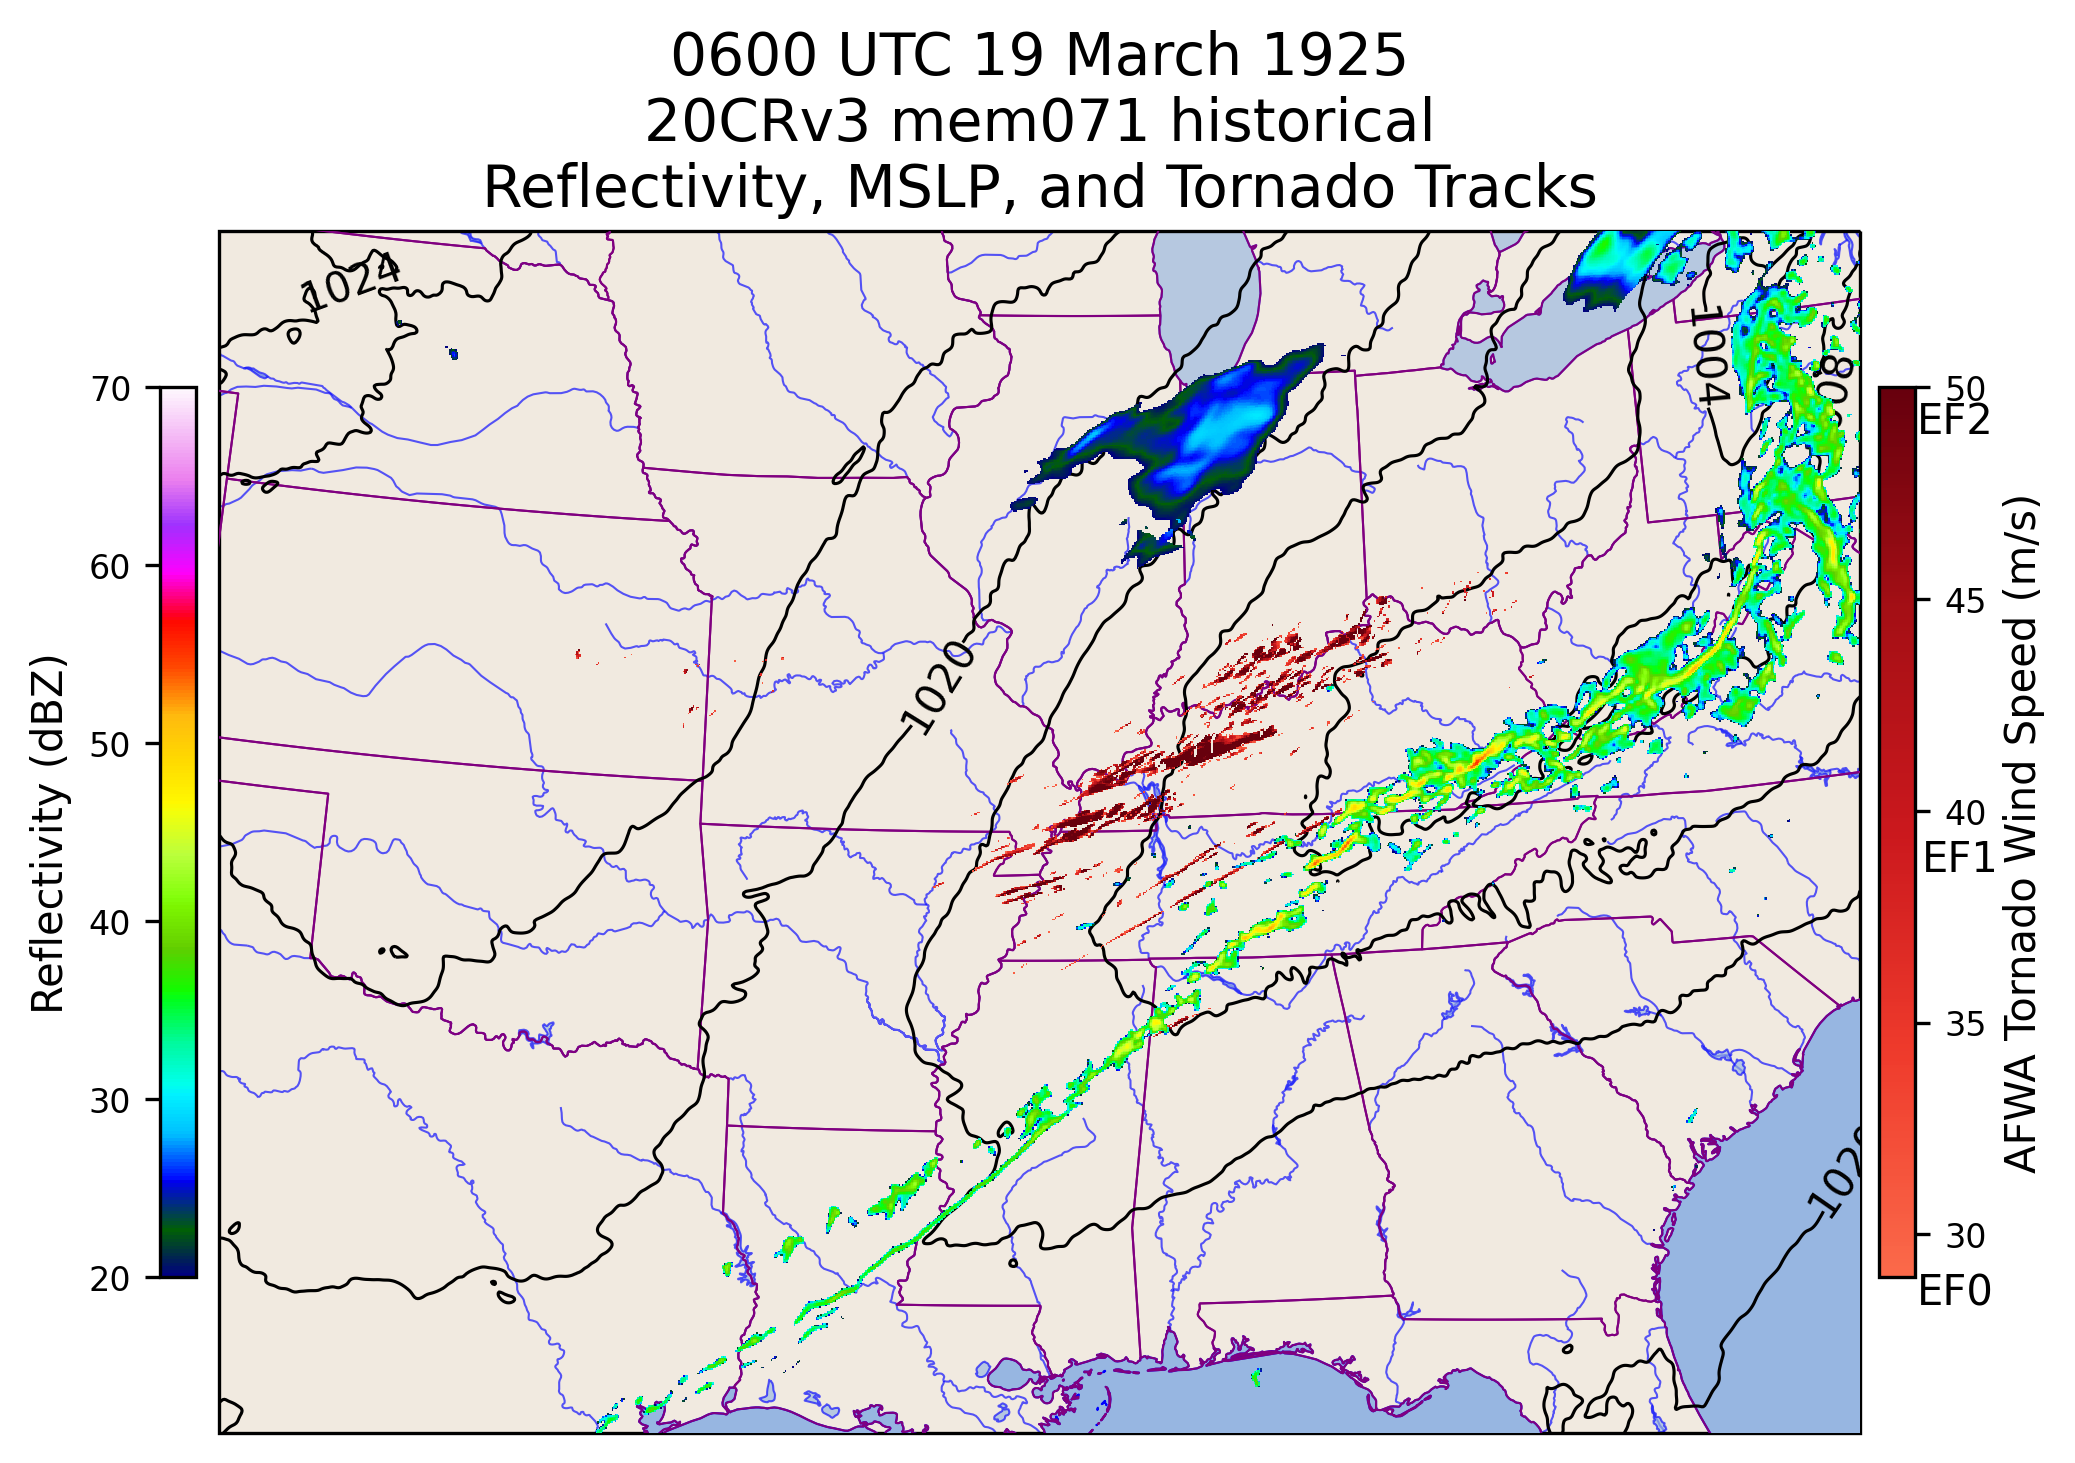 0600 UTC 19 March 1925
20CRv3 mem071 historical
Reflectivity, MSLP, and Tornado Tracks
1024
1004
1020
1020
70
60
50
40
30
20
Reflectivity (dBZ)
50
EF2
45
40
EF1
35
30
EF0
AFWA Tornado Wind Speed (m/s)